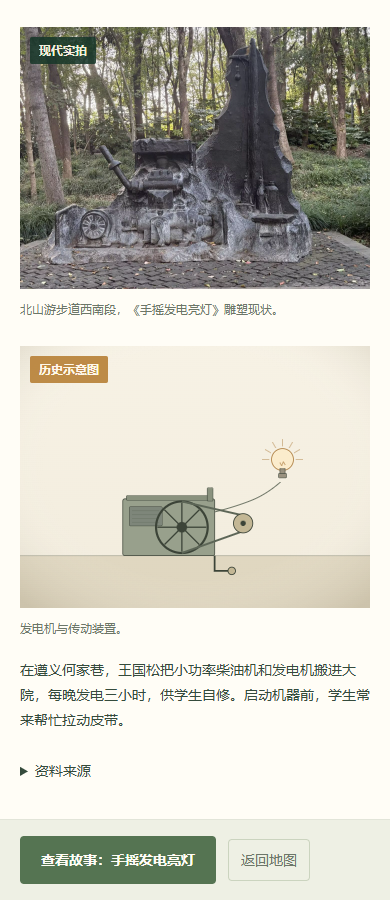 现代实拍
北山游步道西南段，《手摇发电亮灯》雕塑现状。
历史示意图
发电机与传动装置。
在遵义何家巷，王国松把小功率柴油机和发电机搬进大
院，每晚发电三小时，供学生自修。启动机器前，学生常
来帮忙拉动皮带。
▶ 资料来源
查看故事：手摇发电亮灯
返回地图